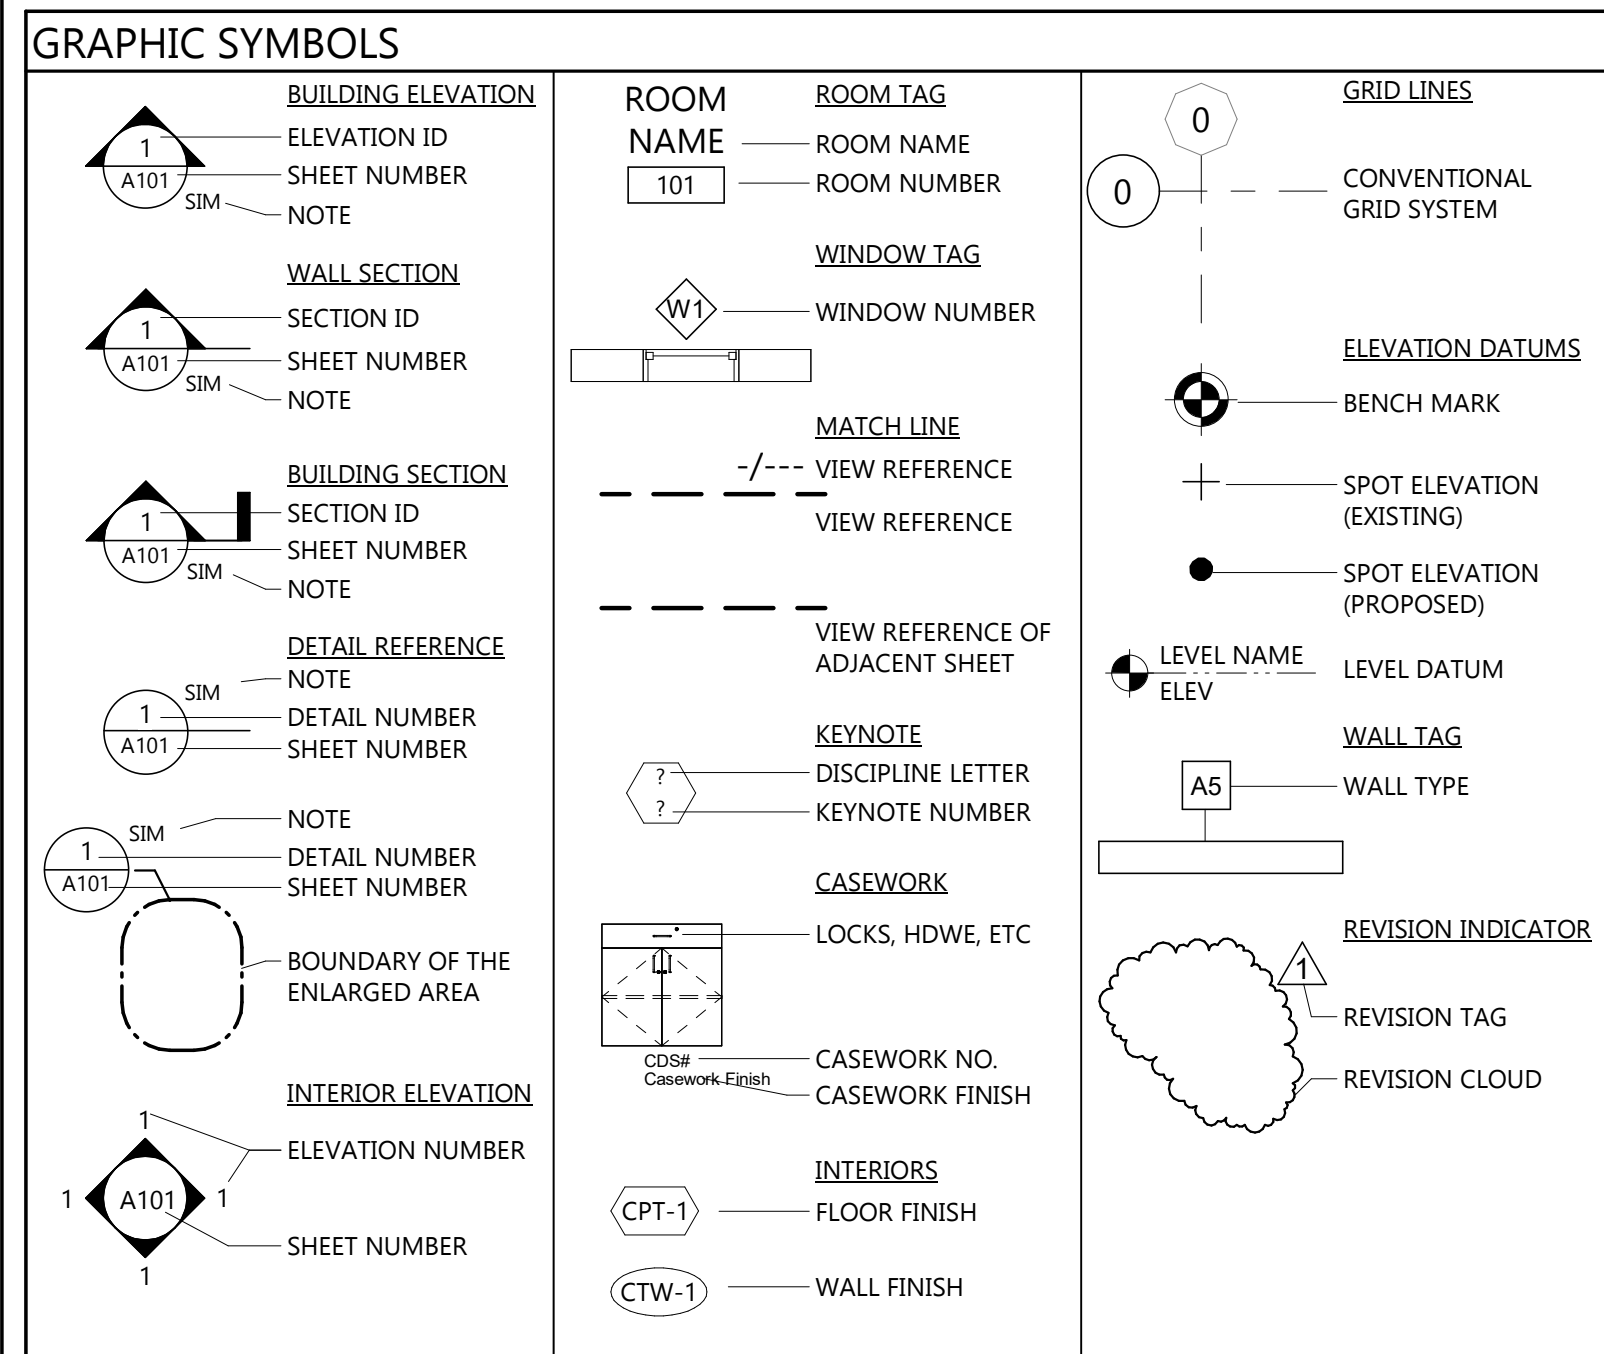 GRAPHIC SYMBOLS
BUILDING ELEVATION
1
ELEVATION ID
A101
SHEET NUMBER
SIM
NOTE
WALL SECTION
1
SECTION ID
A101
SHEET NUMBER
SIM
NOTE
BUILDING SECTION
1
SECTION ID
A101
SHEET NUMBER
SIM
NOTE
DETAIL REFERENCE
NOTE
SIM
1
DETAIL NUMBER
A101
SHEET NUMBER
NOTE
SIM
1
DETAIL NUMBER
A101
SHEET NUMBER
BOUNDARY OF THE
ENLARGED AREA
INTERIOR ELEVATION
1
ELEVATION NUMBER
1
A101
1
SHEET NUMBER
1
ROOM
NAME
101
ROOM TAG
ROOM NAME
ROOM NUMBER
WINDOW TAG
W1
WINDOW NUMBER
MATCH LINE
-/---
VIEW REFERENCE
VIEW REFERENCE
VIEW REFERENCE OF
ADJACENT SHEET
KEYNOTE
?
DISCIPLINE LETTER
?
KEYNOTE NUMBER
CASEWORK
LOCKS, HDWE, ETC
CDS#
CASEWORK NO.
Casework Finish
CASEWORK FINISH
INTERIORS
CPT-1
FLOOR FINISH
CTW-1
WALL FINISH
GRID LINES
0
0
CONVENTIONAL
GRID SYSTEM
ELEVATION DATUMS
BENCH MARK
SPOT ELEVATION
(EXISTING)
SPOT ELEVATION
(PROPOSED)
LEVEL NAME
ELEV
LEVEL DATUM
WALL TAG
A5
WALL TYPE
REVISION INDICATOR
1
REVISION TAG
REVISION CLOUD